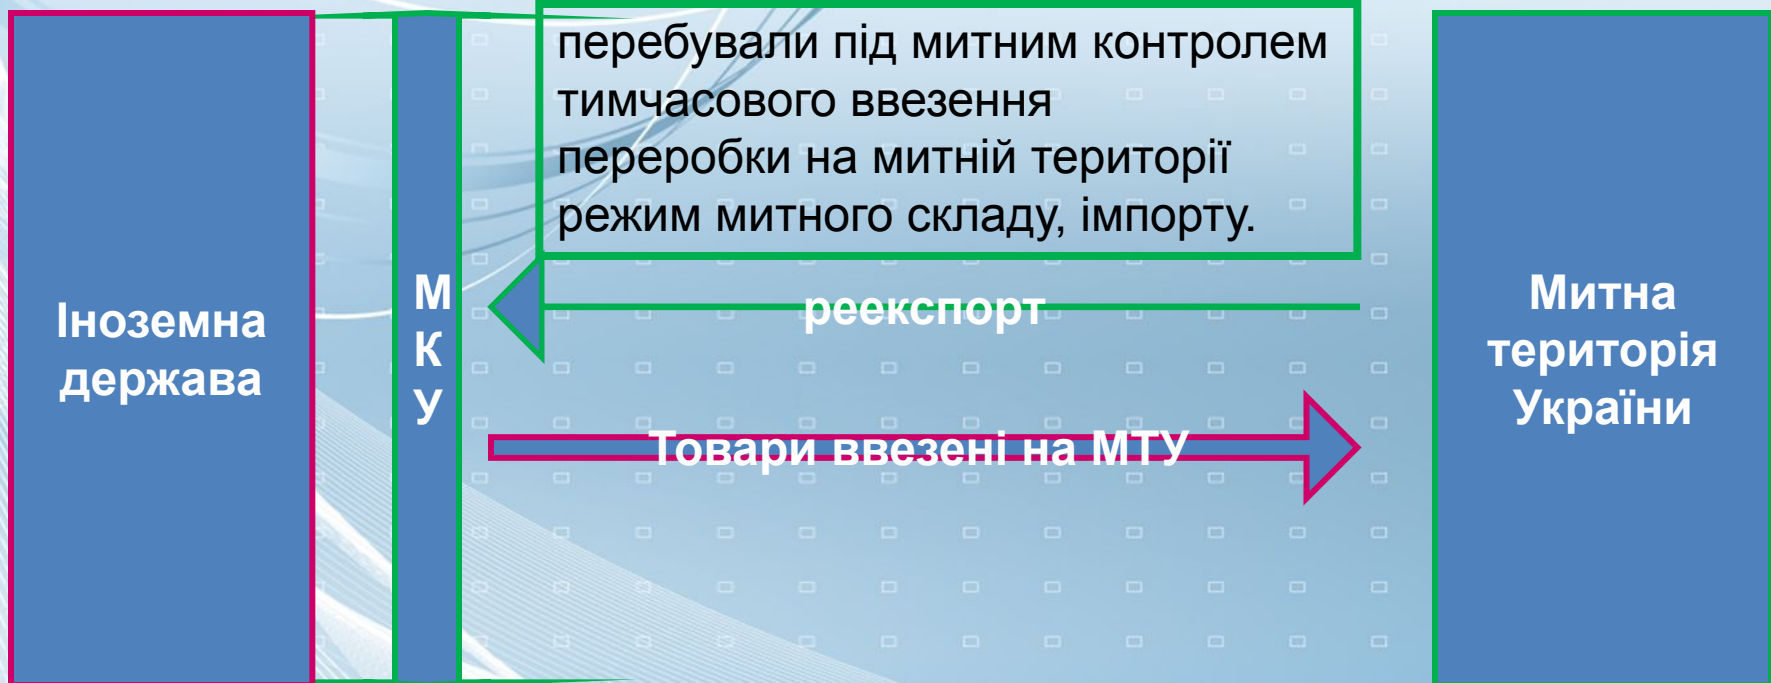 Іноземна
держава
М
К
У
перебували під митним контролем
тимчасового ввезення
переробки на митній території
режим митного складу, імпорту.
реекспорт
Товари ввезені на МТУ
Митна
територія
України